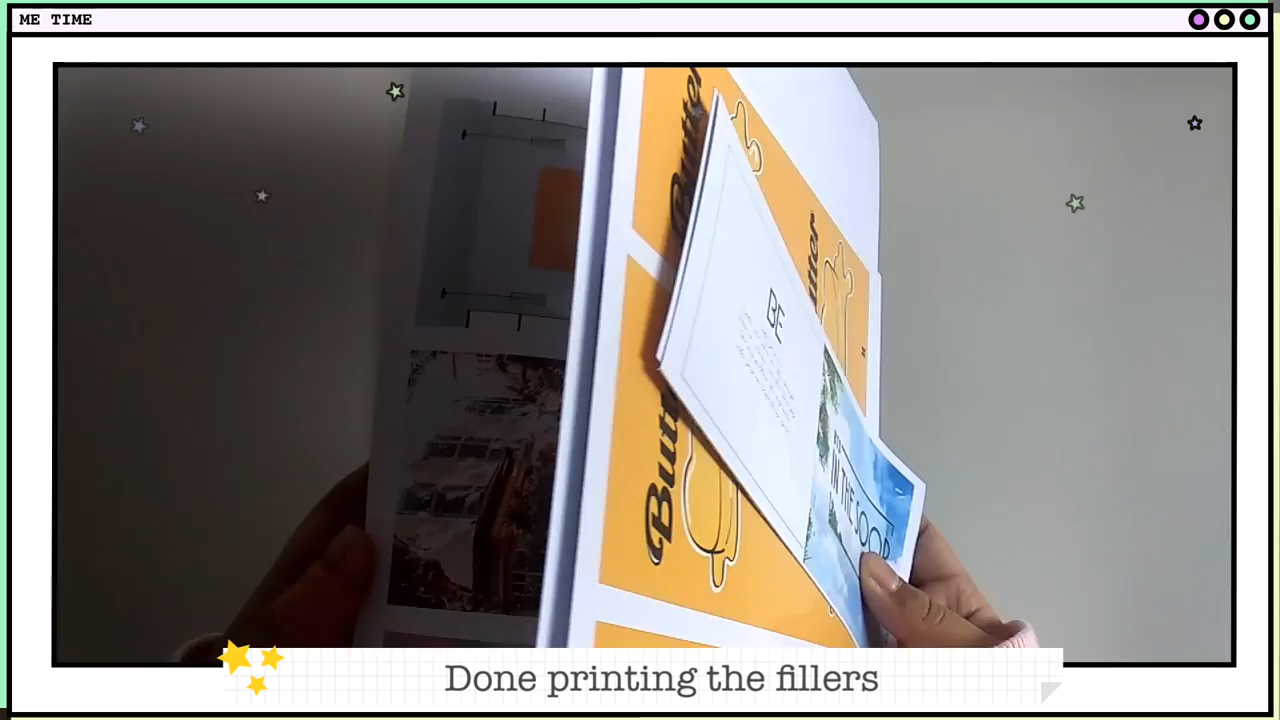 ME TIME
Butter
Butter
Butter
BE
IN THE SOOP
Done printing the fillers